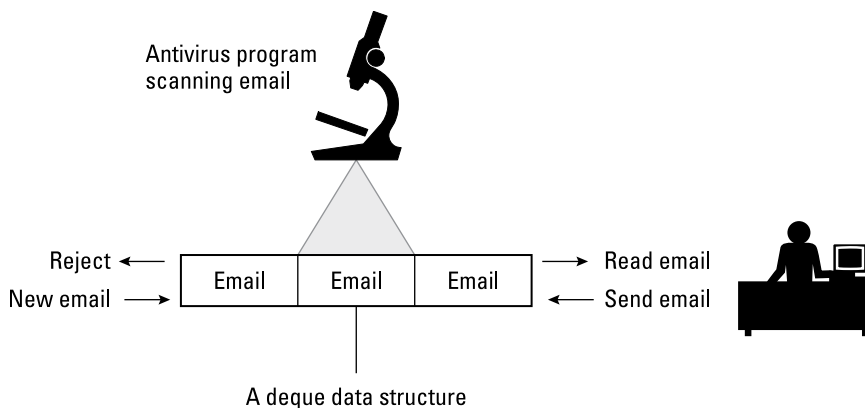 Antivirus program
scanning email
Reject
Read email
Email
Email
Email
New email
Send email
A deque data structure